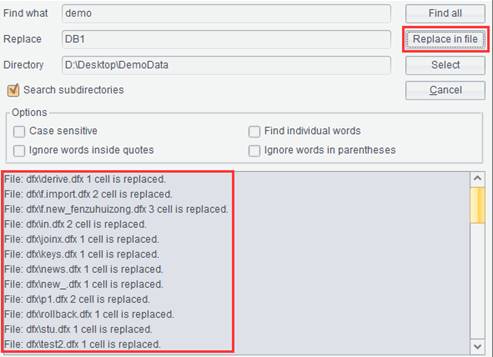 Find what demo Find all
Replace DB1 Replace in file
Directory D:\Desktop\DemoData Select
Search subdirectories Cancel
Options
Case sensitive Find individual words
Ignore words inside quotes Ignore words in parentheses
File: dfx\derive.dfx 1 cell is replaced.
File: dfx\f.import.dfx 2 cell is replaced.
File: dfx\f.new_fenzuhuizong.dfx 3 cell is replaced.
File: dfx\in.dfx 2 cell is replaced.
File: dfx\joinx.dfx 1 cell is replaced.
File: dfx\keys.dfx 1 cell is replaced.
File: dfx\news.dfx 1 cell is replaced.
File: dfx\new_.dfx 1 cell is replaced.
File: dfx\p1.dfx 2 cell is replaced.
File: dfx\rollback.dfx 1 cell is replaced.
File: dfx\stu.dfx 1 cell is replaced.
File: dfx\test2.dfx 1 cell is replaced.